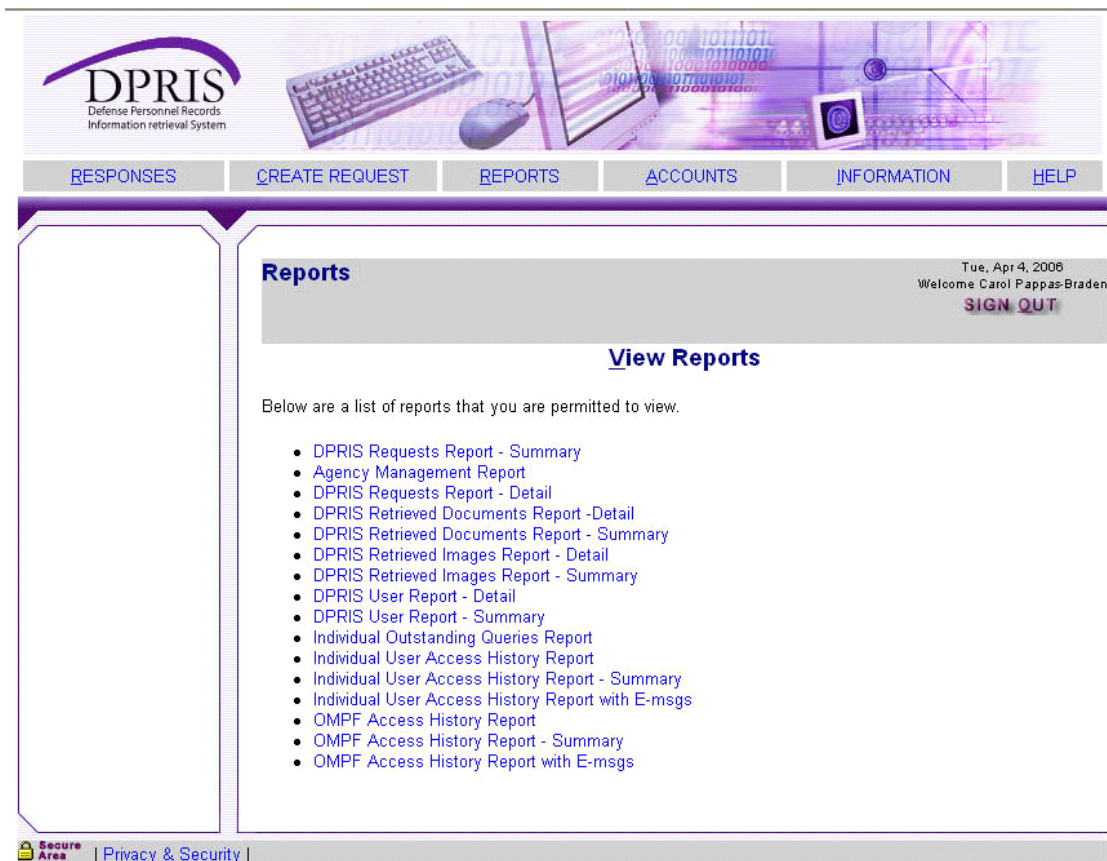 DPRIS
Defense Personnel Records
Information retrieval System
RESPONSES
CREATE REQUEST
REPORTS
ACCOUNTS
INFORMATION
HELP
Reports
Tue, Apr 4, 2006
Welcome Carol Pappas-Braden
SIGN OUT
View Reports
Below are a list of reports that you are permitted to view.
DPRIS Requests Report - Summary
Agency Management Report
DPRIS Requests Report - Detail
DPRIS Retrieved Documents Report -Detail
DPRIS Retrieved Documents Report - Summary
DPRIS Retrieved Images Report - Detail
DPRIS Retrieved Images Report - Summary
DPRIS User Report - Detail
DPRIS User Report - Summary
Individual Outstanding Queries Report
Individual User Access History Report
Individual User Access History Report - Summary
Individual User Access History Report with E-msgs
OMPF Access History Report
OMPF Access History Report - Summary
OMPF Access History Report with E-msgs
Secure
Area | Privacy & Security |